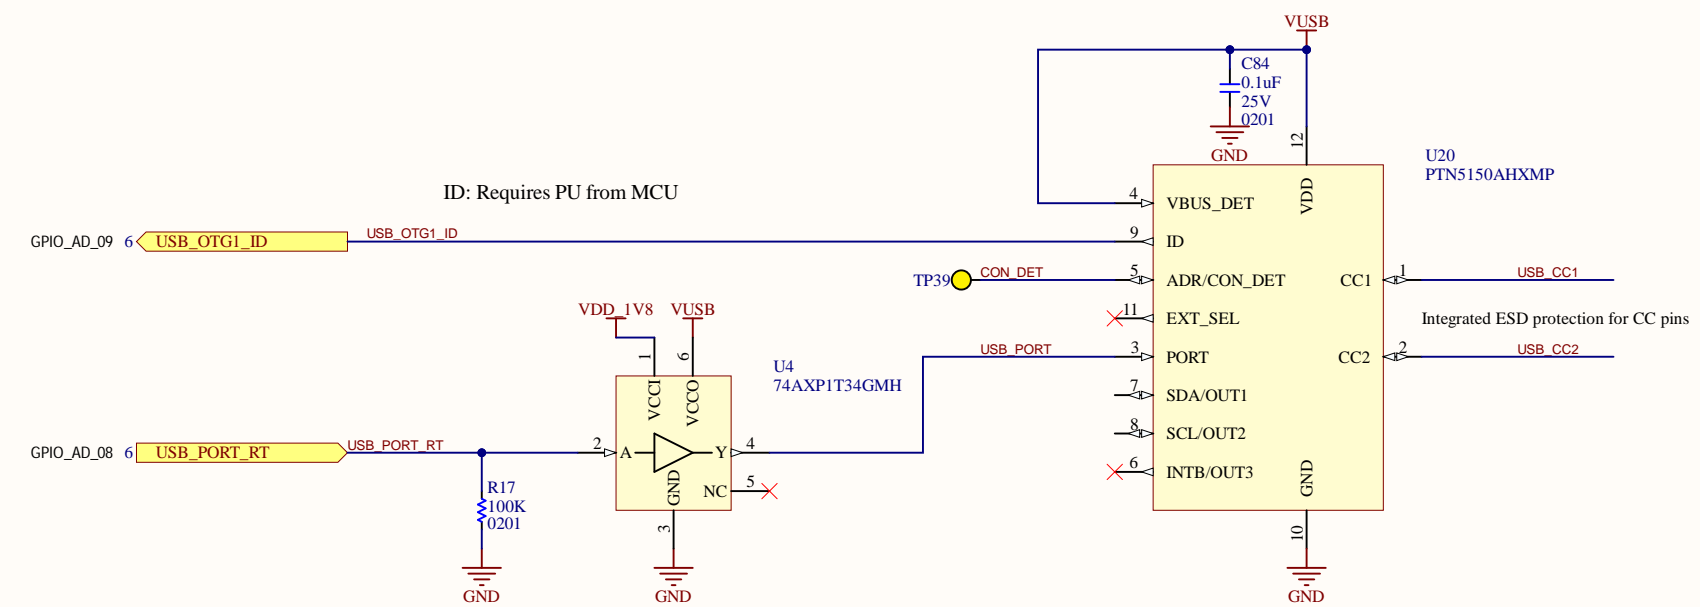 VUSB
C84
0.1uF
25V
0201
GND
12
U20
PTN5150AHXMP
VDD
ID: Requires PU from MCU
4
VBUS_DET
GPIO_AD_09 6 USB_OTG1_ID
USB_OTG1_ID
9
ID
TP39
CON_DET
5
ADR/CON_DET
CC1
1
USB_CC1
VDD_1V8
VUSB
11
EXT_SEL
Integrated ESD protection for CC pins
1
6
USB_PORT
3
PORT
CC2
2
USB_CC2
U4
74AXP1T34GMH
VCCI
VCCO
7
SDA/OUT1
8
SCL/OUT2
GPIO_AD_08 6 USB_PORT_RT
USB_PORT_RT
2
A
Y
4
6
INTB/OUT3
R17
100K
0201
GND
NC
5
GND
3
10
GND
GND
GND